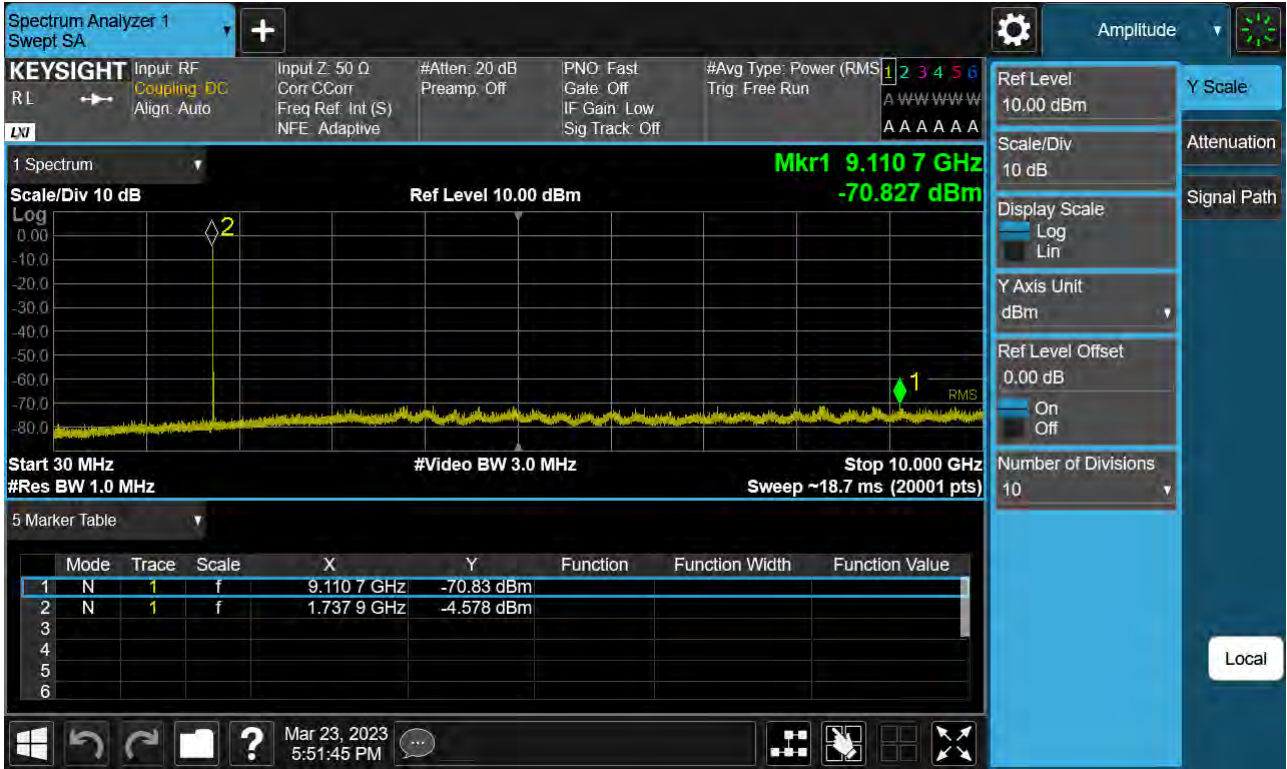 Spectrum Analyzer 1
Swept SA
Amplitude
KEYSIGHT
R L
LXI
Input: RF
Coupling: DC
Align: Auto
Input Z: 50 Ω
Corr CCorr
Freq Ref: Int (S)
NFE: Adaptive
#Atten: 20 dB
Preamp: Off
PNO: Fast
Gate: Off
IF Gain: Low
Sig Track: Off
#Avg Type: Power (RMS
Trig: Free Run
1 2 3 4 5 6
A W W W W W
A A A A A A
1 Spectrum
Mkr1 9.110 7 GHz
-70.827 dBm
Scale/Div 10 dB
Ref Level 10.00 dBm
Log
0.00
-10.0
-20.0
-30.0
-40.0
-50.0
-60.0
-70.0
-80.0
2
1
RMS
Start 30 MHz
#Video BW 3.0 MHz
Stop 10.000 GHz
#Res BW 1.0 MHz
Sweep ~18.7 ms (20001 pts)
5 Marker Table
Mode Trace Scale X Y Function Function Width Function Value
1 N 1 f 9.110 7 GHz -70.83 dBm
2 N 1 f 1.737 9 GHz -4.578 dBm
3
4
5
6
Ref Level
10.00 dBm
Scale/Div
10 dB
Display Scale
Log
Lin
Y Axis Unit
dBm
Ref Level Offset
0.00 dB
On
Off
Number of Divisions
10
Y Scale
Attenuation
Signal Path
Local
?
Mar 23, 2023
5:51:45 PM